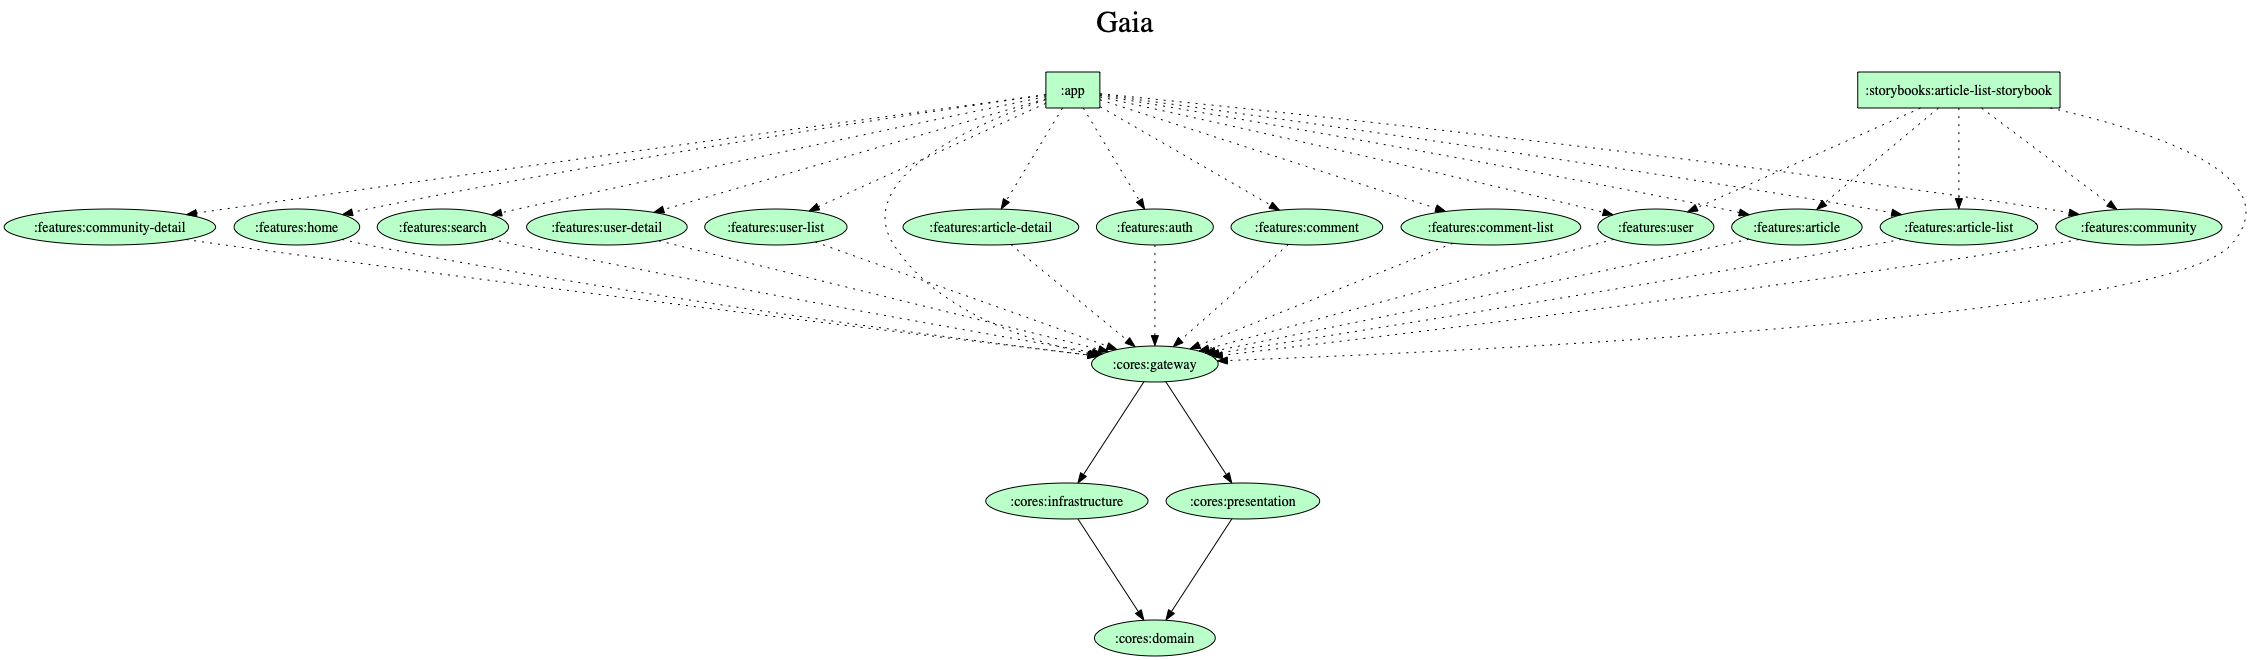 Gaia
:app
:storybooks:article-list-storybook
:features:community-detail
:features:home
:features:search
:features:user-detail
:features:user-list
:features:article-detail
:features:auth
:features:comment
:features:comment-list
:features:user
:features:article
:features:article-list
:features:community
:cores:gateway
:cores:infrastructure
:cores:presentation
:cores:domain